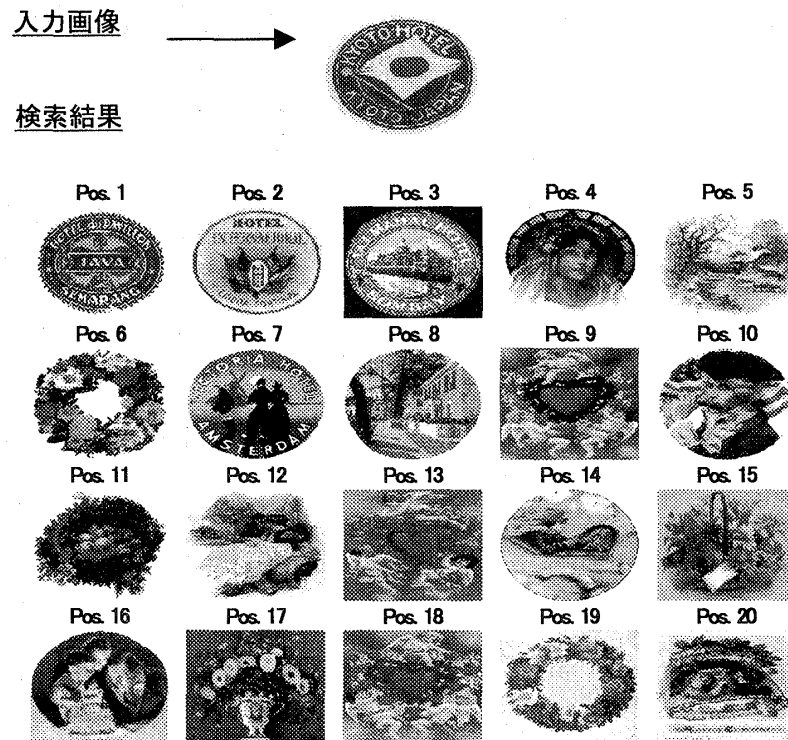 入力画像
KYOTO HOTEL
KYOTO JAPAN
検索結果
Pos. 1 Pos. 2 Pos. 3 Pos. 4 Pos. 5
JAVA
SEMARANG
HOTEL
Pos. 6 Pos. 7 Pos. 8 Pos. 9 Pos. 10
AMSTERDAM
Pos. 11 Pos. 12 Pos. 13 Pos. 14 Pos. 15
Pos. 16 Pos. 17 Pos. 18 Pos. 19 Pos. 20